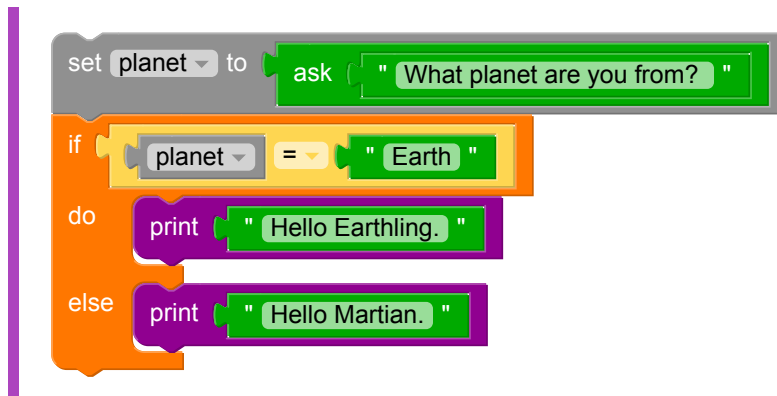 set planet to ask " What planet are you from? "
if planet = " Earth "
do print " Hello Earthling. "
else print " Hello Martian. "